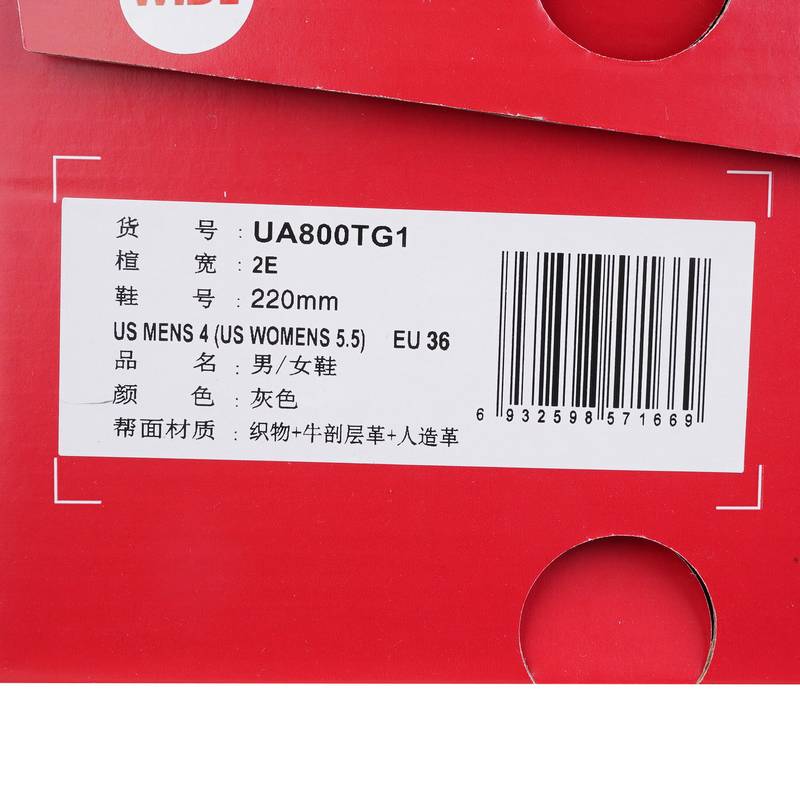 WIDE
货 号 : UA800TG1
楦 宽 : 2E
鞋 号 : 220mm
US MENS 4 (US WOMENS 5.5) EU 36
品 名 : 男/女鞋
颜 色 : 灰色
帮面材质 : 织物+牛剖层革+人造革
6 932598 571669